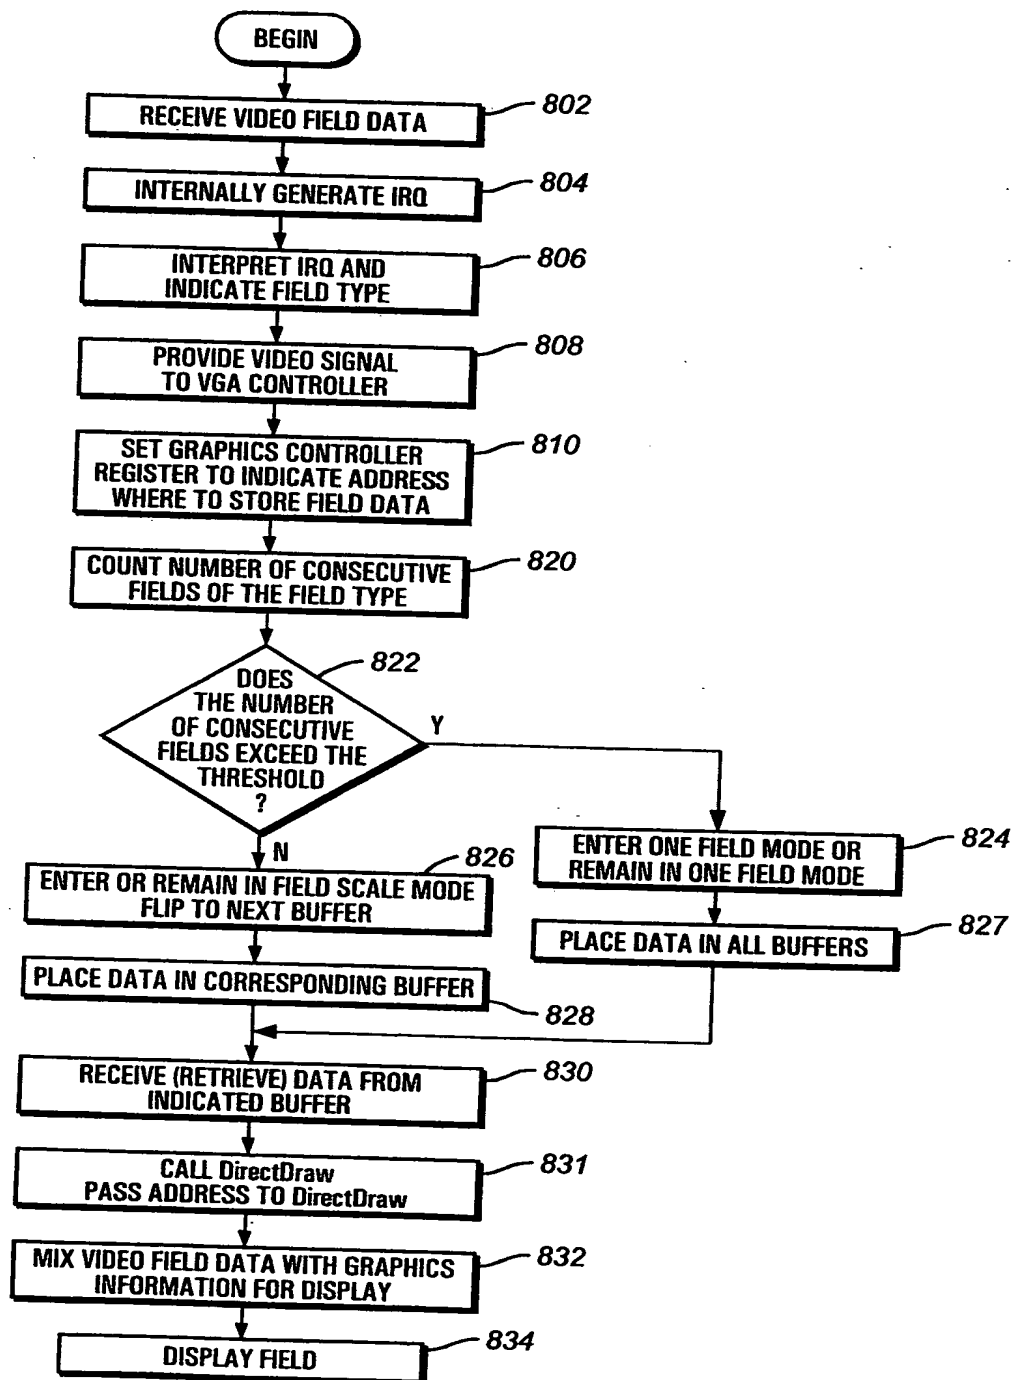 BEGIN
RECEIVE VIDEO FIELD DATA
802
INTERNALLY GENERATE IRQ
804
INTERPRET IRQ AND
INDICATE FIELD TYPE
806
PROVIDE VIDEO SIGNAL
TO VGA CONTROLLER
808
SET GRAPHICS CONTROLLER
REGISTER TO INDICATE ADDRESS
WHERE TO STORE FIELD DATA
810
COUNT NUMBER OF CONSECUTIVE
FIELDS OF THE FIELD TYPE
820
DOES
THE NUMBER
OF CONSECUTIVE
FIELDS EXCEED THE
THRESHOLD
?
822
Y
N
ENTER ONE FIELD MODE OR
REMAIN IN ONE FIELD MODE
824
ENTER OR REMAIN IN FIELD SCALE MODE
FLIP TO NEXT BUFFER
826
PLACE DATA IN ALL BUFFERS
827
PLACE DATA IN CORRESPONDING BUFFER
828
RECEIVE (RETRIEVE) DATA FROM
INDICATED BUFFER
830
CALL DirectDraw
PASS ADDRESS TO DirectDraw
831
MIX VIDEO FIELD DATA WITH GRAPHICS
INFORMATION FOR DISPLAY
832
DISPLAY FIELD
834